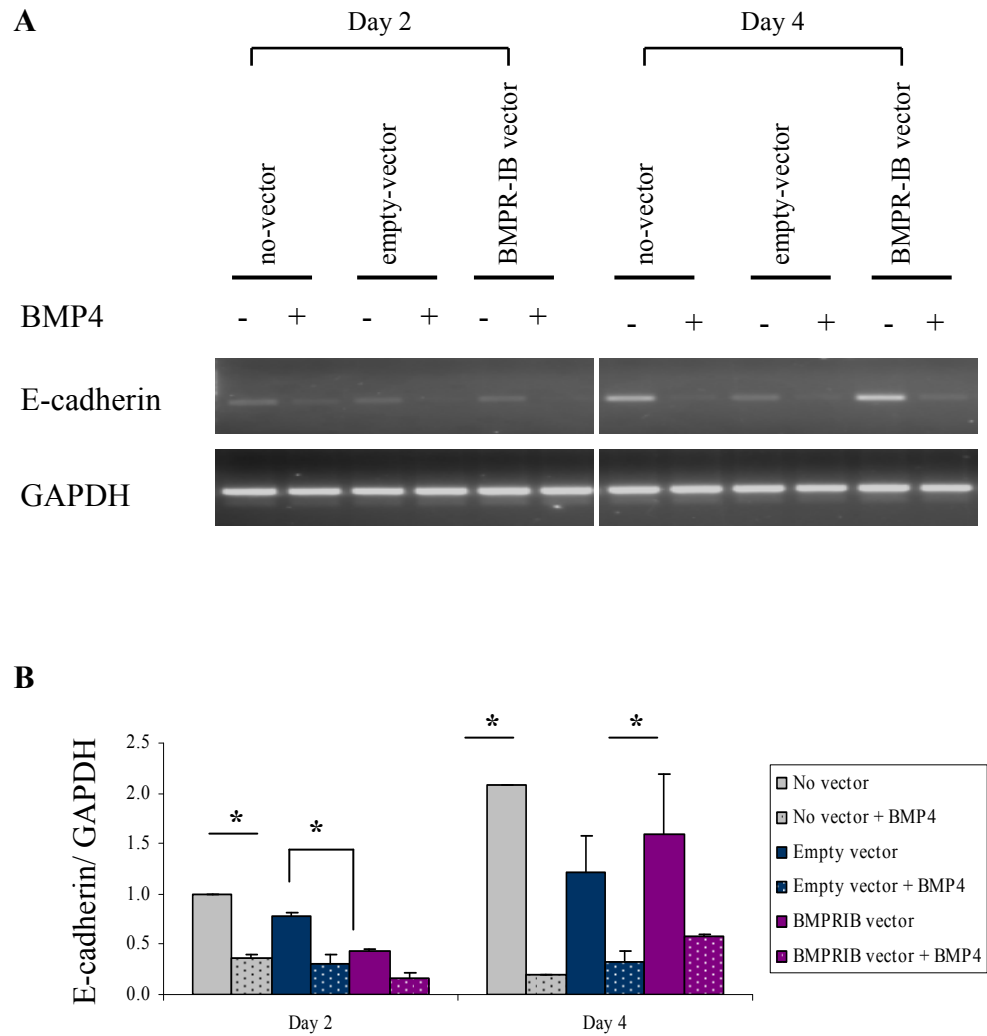 A
Day 2
Day 4
no-vector
empty-vector
BMPR-IB vector
no-vector
empty-vector
BMPR-IB vector
BMP4
- + - + - + - + - + - +
E-cadherin
GAPDH
B
E-cadherin/ GAPDH
2.5
2.0
1.5
1.0
0.5
0.0
* * * *
Day 2
Day 4
No vector
No vector + BMP4
Empty vector
Empty vector + BMP4
BMPRIB vector
BMPRIB vector + BMP4